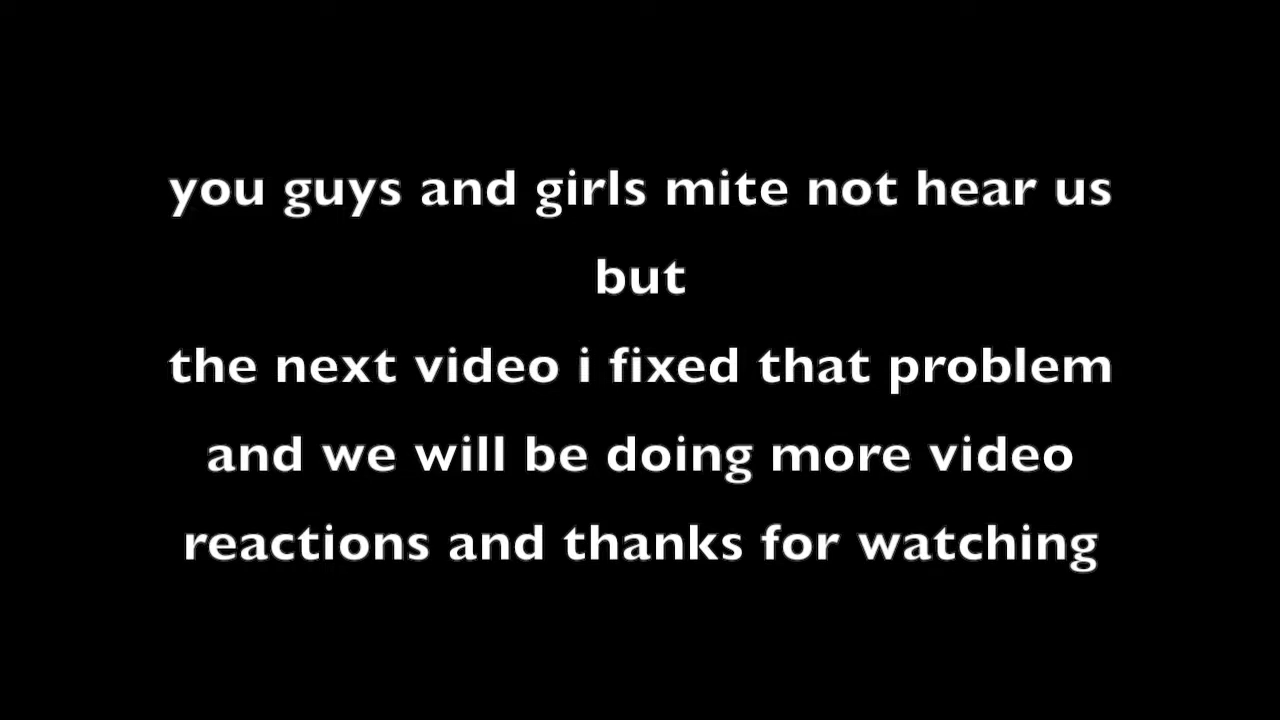 you guys and girls mite not hear us
but
the next video i fixed that problem
and we will be doing more video
reactions and thanks for watching